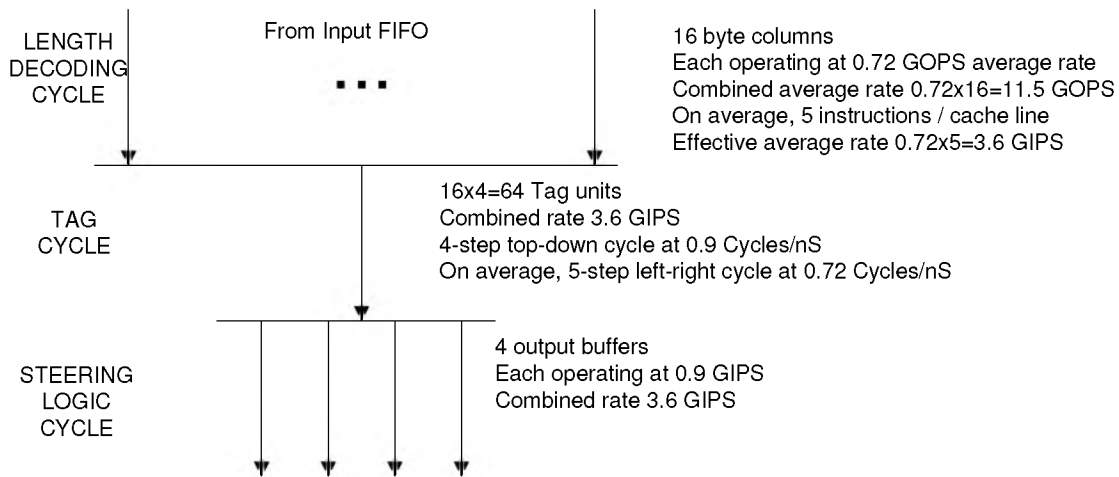 LENGTH
DECODING
CYCLE
From Input FIFO
16 byte columns
Each operating at 0.72 GOPS average rate
Combined average rate 0.72x16=11.5 GOPS
On average, 5 instructions / cache line
Effective average rate 0.72x5=3.6 GIPS
TAG
CYCLE
16x4=64 Tag units
Combined rate 3.6 GIPS
4-step top-down cycle at 0.9 Cycles/nS
On average, 5-step left-right cycle at 0.72 Cycles/nS
STEERING
LOGIC
CYCLE
4 output buffers
Each operating at 0.9 GIPS
Combined rate 3.6 GIPS